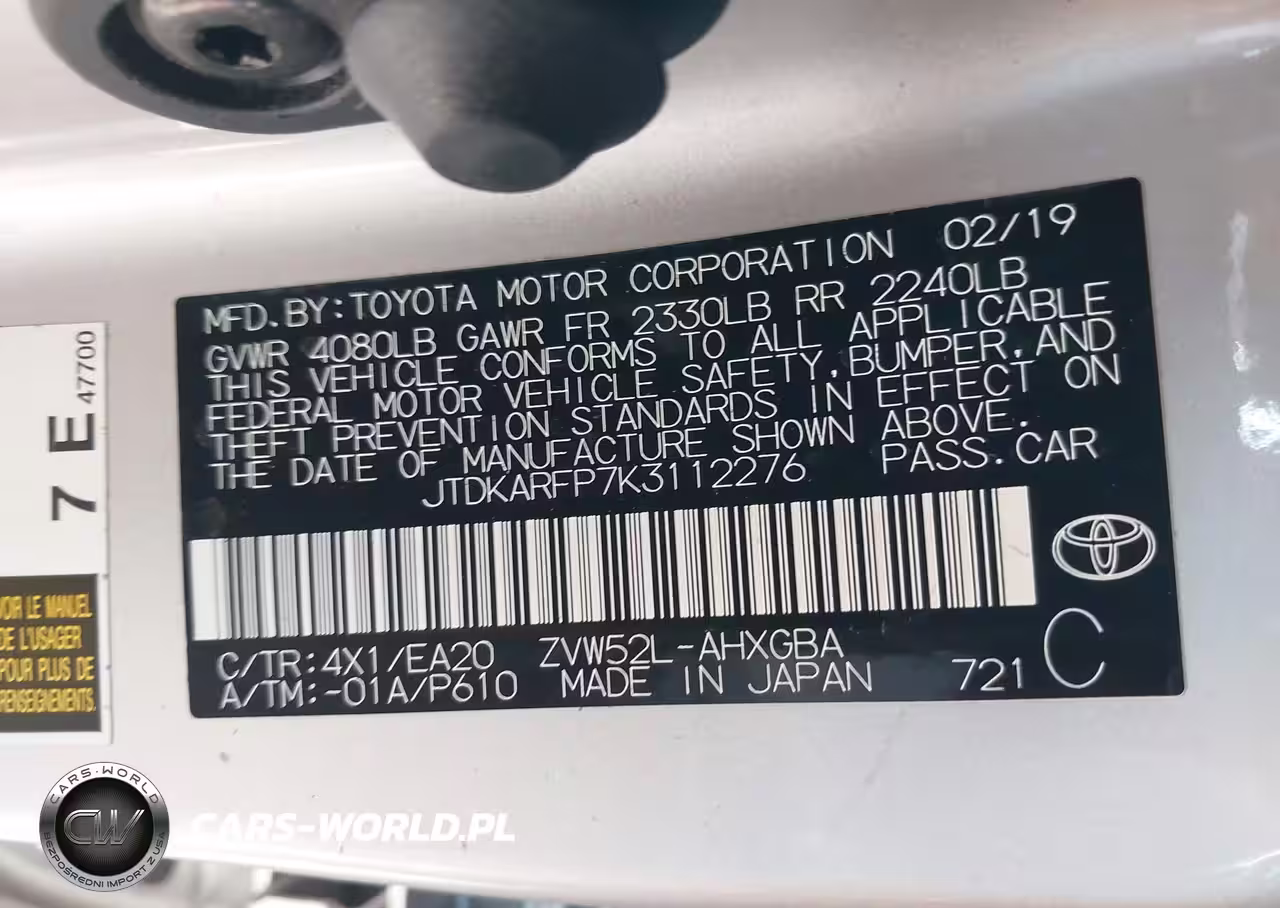 MFD.BY:TOYOTA MOTOR CORPORATION 02/19
GVWR 4080LB GAWR FR 2330LB RR 2240LB
THIS VEHICLE CONFORMS TO ALL APPLICABLE
FEDERAL MOTOR VEHICLE SAFETY,BUMPER,AND
THEFT PREVENTION STANDARDS IN EFFECT ON
THE DATE OF MANUFACTURE SHOWN ABOVE.
JTDKARFP7K3112276 PASS.CAR
C/TR:4X1/EA20 ZVW52L-AHXGBA
A/TM:-01A/P610 MADE IN JAPAN 721 C
7 E 47700
VOIR LE MANUEL
DE L'USAGER
POUR PLUS DE
RENSEIGNEMENTS.
CARS-WORLD
CW
BEZPOŚREDNI IMPORT Z USA
CARS-WORLD.PL